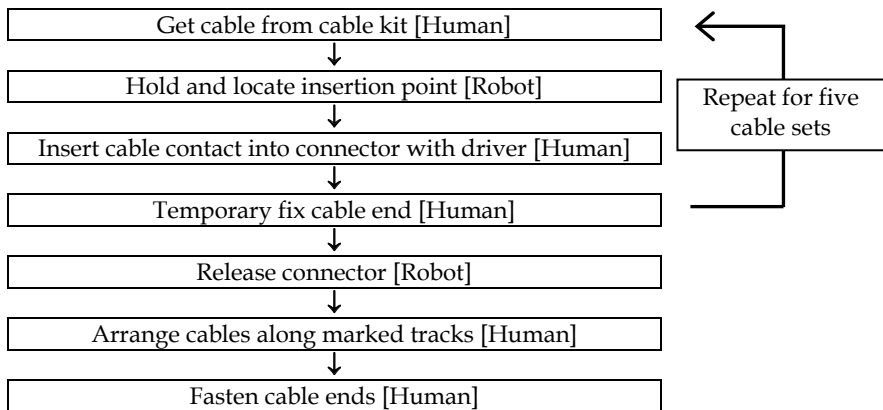 Get cable from cable kit [Human]
Hold and locate insertion point [Robot]
Insert cable contact into connector with driver [Human]
Temporary fix cable end [Human]
Release connector [Robot]
Arrange cables along marked tracks [Human]
Fasten cable ends [Human]
Repeat for five
cable sets